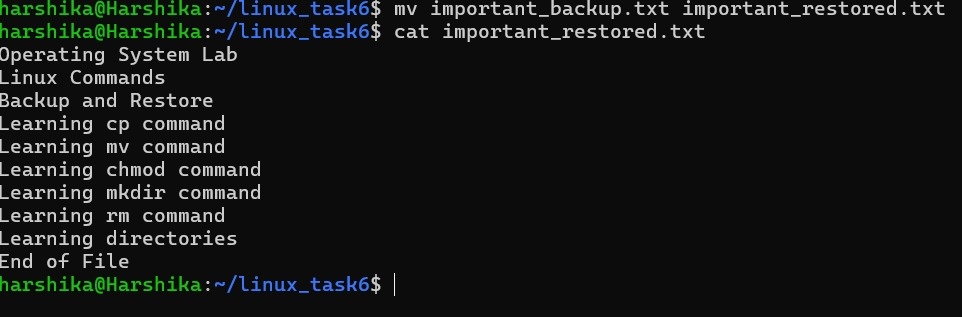 harshika@Harshika:~/linux_task6$ mv important_backup.txt important_restored.txt
harshika@Harshika:~/linux_task6$ cat important_restored.txt
Operating System Lab
Linux Commands
Backup and Restore
Learning cp command
Learning mv command
Learning chmod command
Learning mkdir command
Learning rm command
Learning directories
End of File
harshika@Harshika:~/linux_task6$